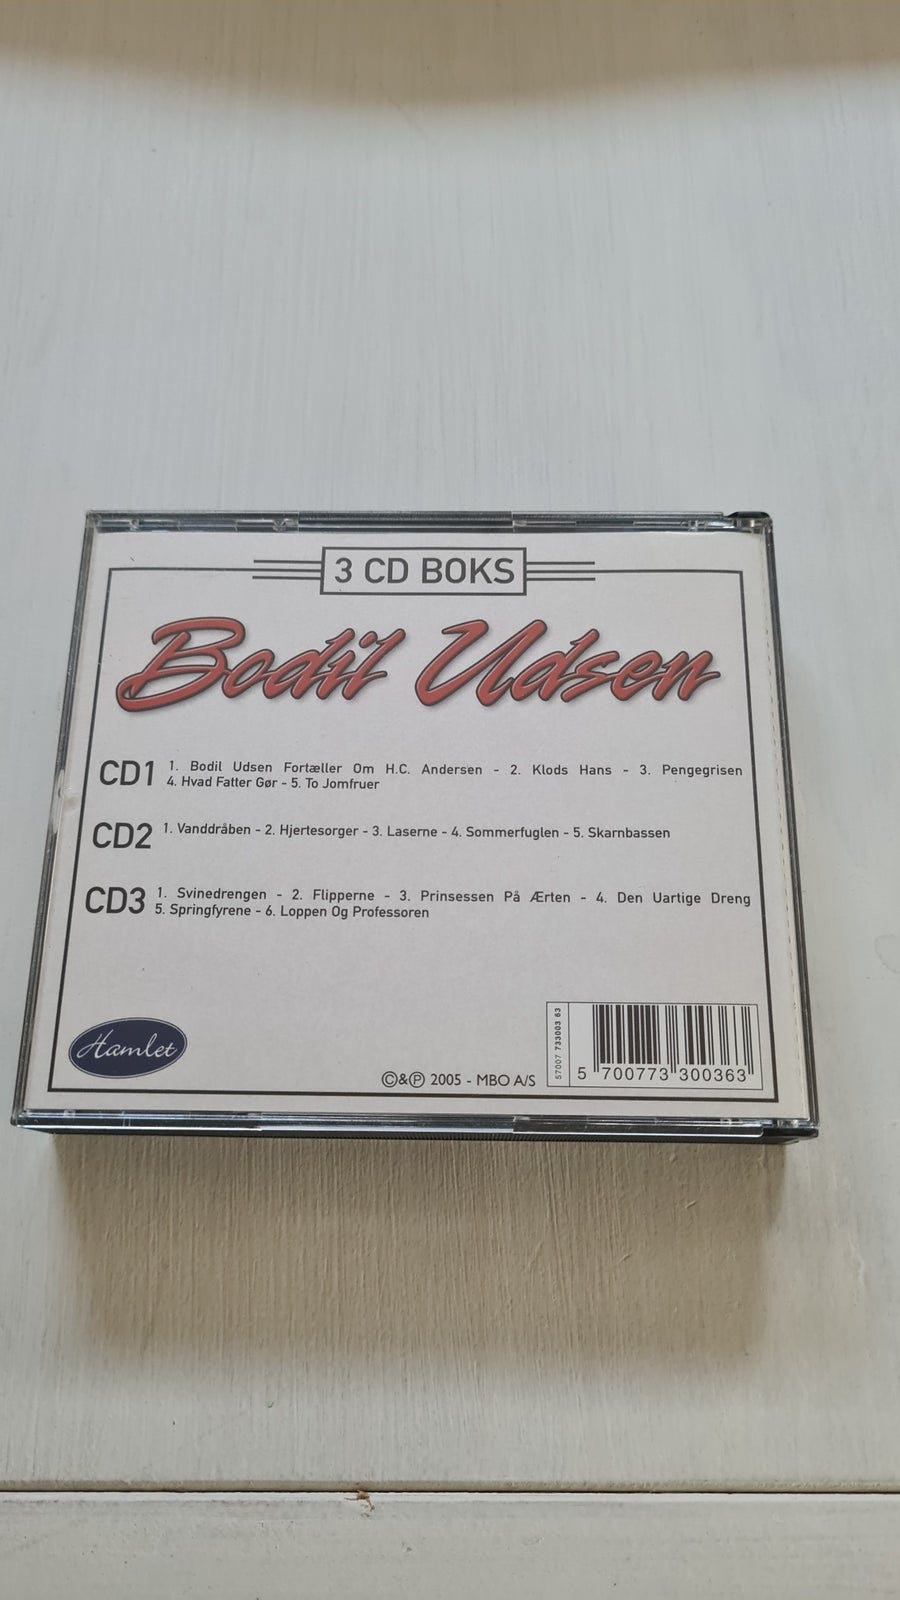 3 CD BOKS
Bodil Udsen
CD1 1. Bodil Udsen Fortæller Om H.C. Andersen - 2. Klods Hans - 3. Pengegrisen
4. Hvad Fatter Gør - 5. To Jomfruer
CD2 1. Vanddråben - 2. Hjertesorger - 3. Laserne - 4. Sommerfuglen - 5. Skarnbassen
CD3 1. Svinedrengen - 2. Flipperne - 3. Prinsessen På Ærten - 4. Den Uartige Dreng
5. Springfyrene - 6. Loppen Og Professoren
Hamlet
©&℗ 2005 - MBO A/S
57007 733003 63
5 700773 300363